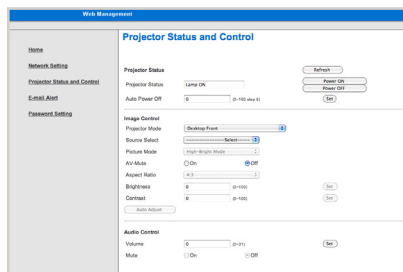 Web Management
Projector Status and Control
Home
Network Setting
Projector Status and Control
E-mail Alert
Password Setting
Projector Status
Refresh
Projector Status
Lamp ON
Power ON
Power OFF
Auto Power Off
0
(0-180 step 5)
Set
Image Control
Projector Mode
Desktop Front
Source Select
Select
Picture Mode
High-Bright Mode
AV-Mute
On
Off
Aspect Ratio
4:3
Brightness
0
(0~100)
Set
Contrast
0
(0~100)
Set
Auto Adjust
Audio Control
Volume
0
(0~31)
Set
Mute
On
Off